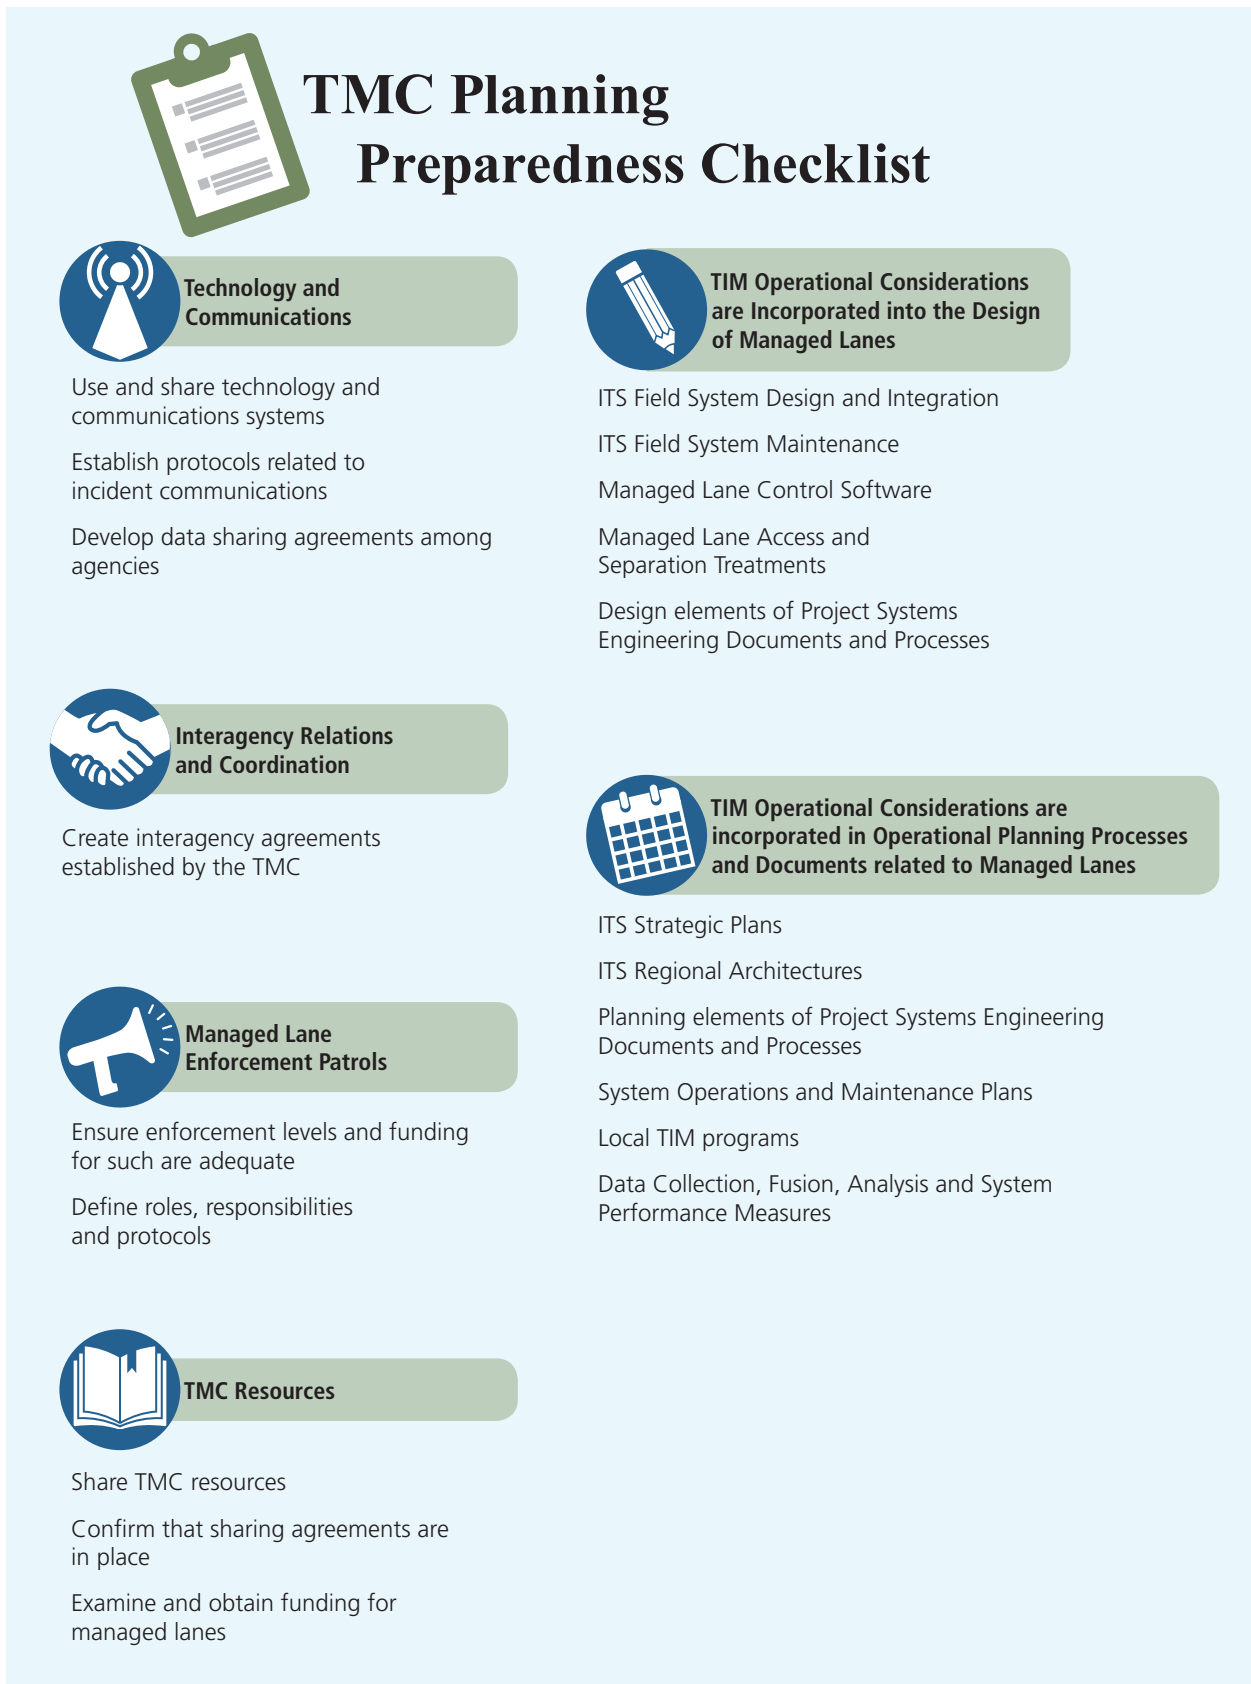 TMC Planning
Preparedness Checklist
Technology and
Communications
Use and share technology and
communications systems
Establish protocols related to
incident communications
Develop data sharing agreements among
agencies
Interagency Relations
and Coordination
Create interagency agreements
established by the TMC
Managed Lane
Enforcement Patrols
Ensure enforcement levels and funding
for such are adequate
Define roles, responsibilities
and protocols
TMC Resources
Share TMC resources
Confirm that sharing agreements are
in place
Examine and obtain funding for
managed lanes
TIM Operational Considerations
are Incorporated into the Design
of Managed Lanes
ITS Field System Design and Integration
ITS Field System Maintenance
Managed Lane Control Software
Managed Lane Access and
Separation Treatments
Design elements of Project Systems
Engineering Documents and Processes
TIM Operational Considerations are
incorporated in Operational Planning Processes
and Documents related to Managed Lanes
ITS Strategic Plans
ITS Regional Architectures
Planning elements of Project Systems Engineering
Documents and Processes
System Operations and Maintenance Plans
Local TIM programs
Data Collection, Fusion, Analysis and System
Performance Measures